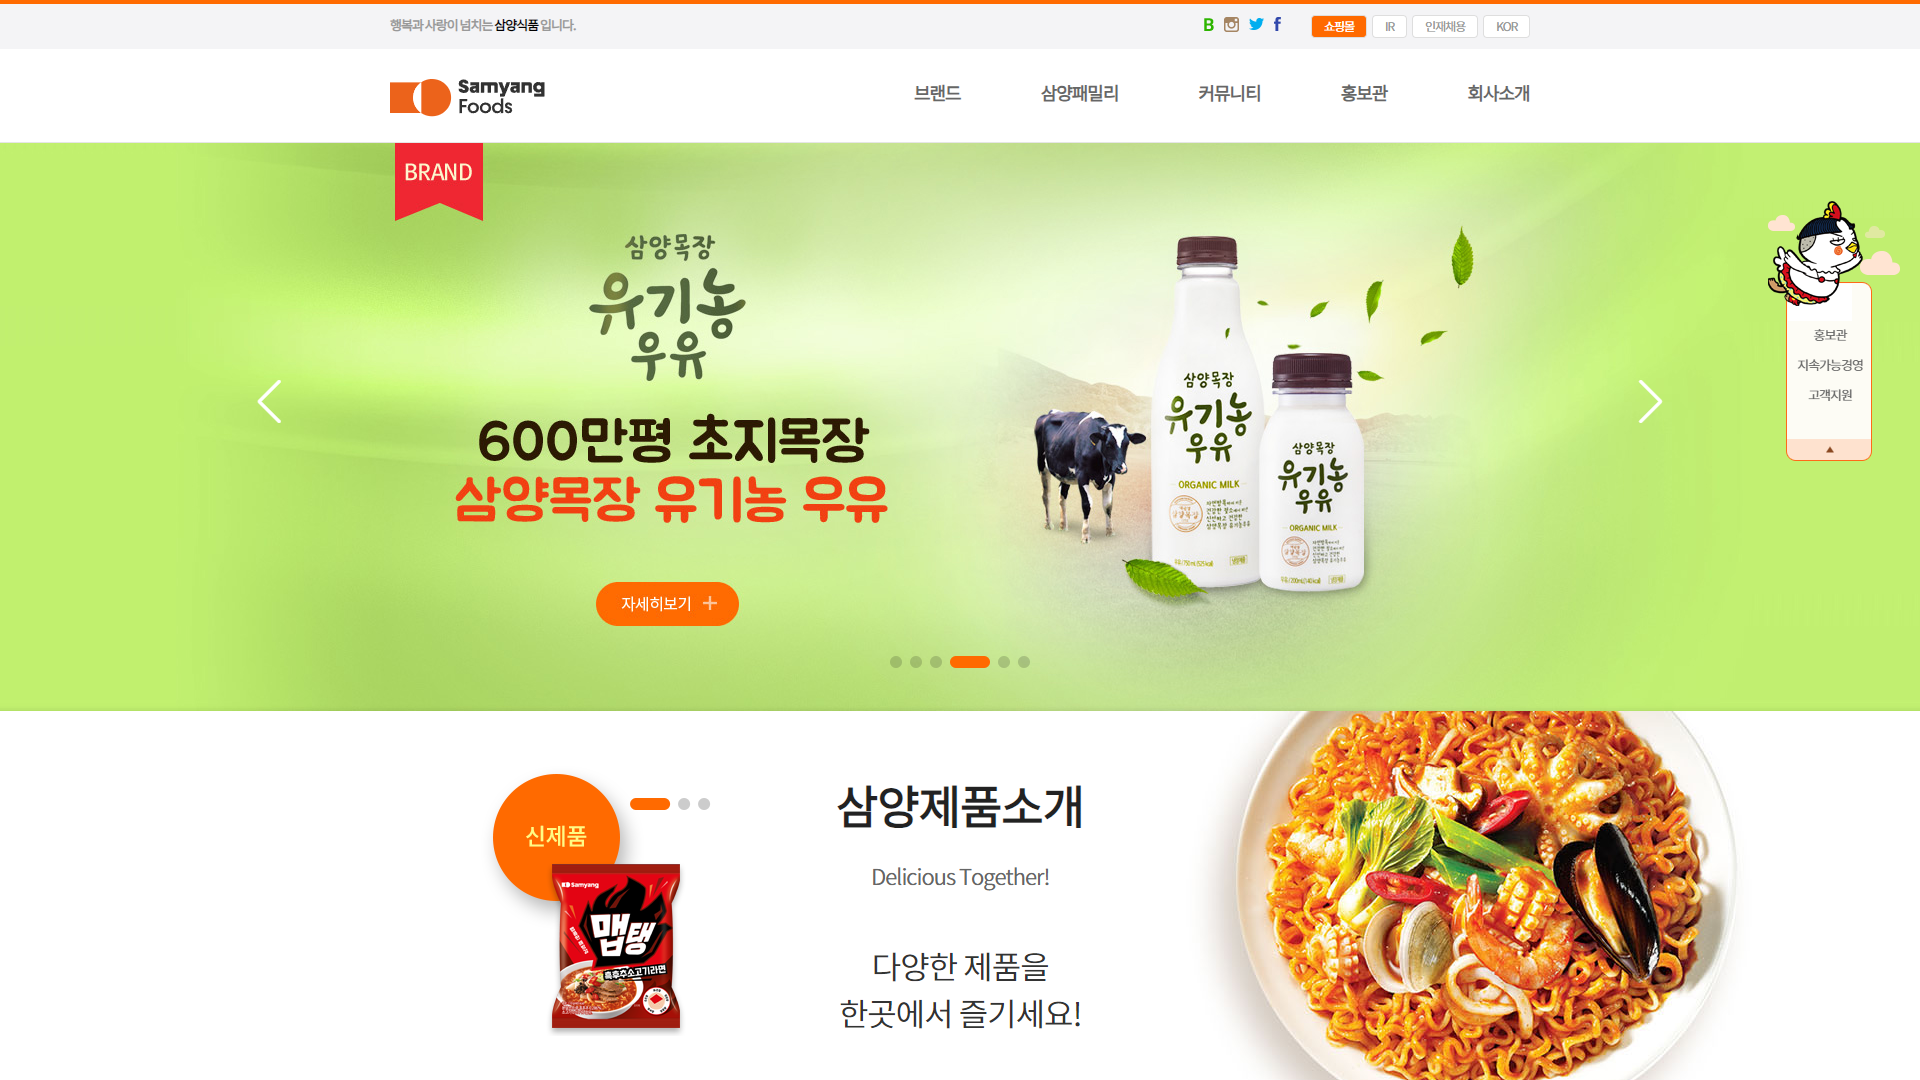 행복과 사랑이 넘치는 삼양식품 입니다.
B
쇼핑몰
IR
인재채용
KOR
Samyang
Foods
브랜드
삼양패밀리
커뮤니티
홍보관
회사소개
BRAND
삼양목장
유기농
우유
600만평 초지목장
삼양목장 유기농 우유
자세히보기
삼양목장
유기농
우유
ORGANIC MILK
삼양목장
유기농
우유
ORGANIC MILK
홍보관
지속가능경영
고객지원
신제품
Samyang
맵탱
흑후추소고기라면
삼양제품소개
Delicious Together!
다양한 제품을
한곳에서 즐기세요!